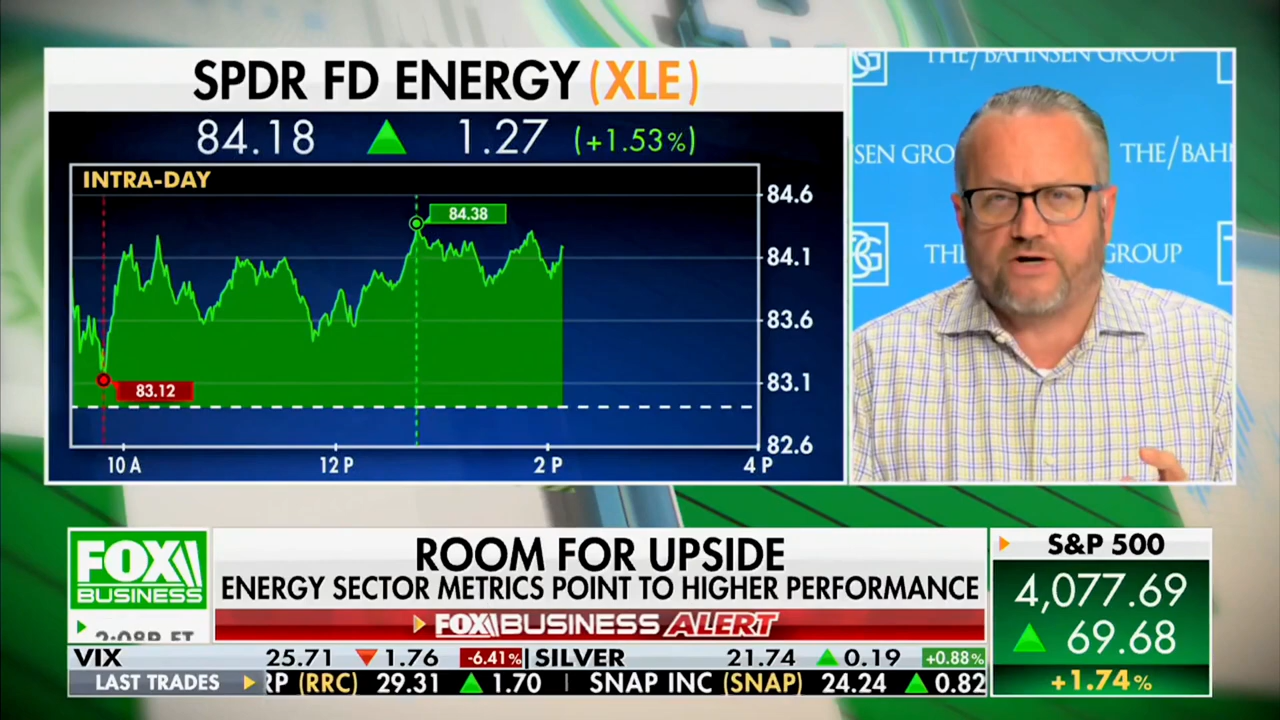 SPDR FD ENERGY (XLE)
84.18 ▲ 1.27 (+1.53%)
INTRA-DAY
84.38
83.12
84.6
84.1
83.6
83.1
82.6
10 A 12 P 2 P 4 P
THE/BAHNSEN GROUP
SEN GRO THE/BAH
THE GROUP
FOX
BUSINESS
2:08P ET
ROOM FOR UPSIDE
ENERGY SECTOR METRICS POINT TO HIGHER PERFORMANCE
FOX BUSINESS ALERT
S&P 500
4,077.69
▲ 69.68
+1.74%
VIX 25.71 ▼ 1.76 -6.41% SILVER 21.74 ▲ 0.19 +0.88%
LAST TRADES RP (RRC) 29.31 ▲ 1.70 | SNAP INC (SNAP) 24.24 ▲ 0.82